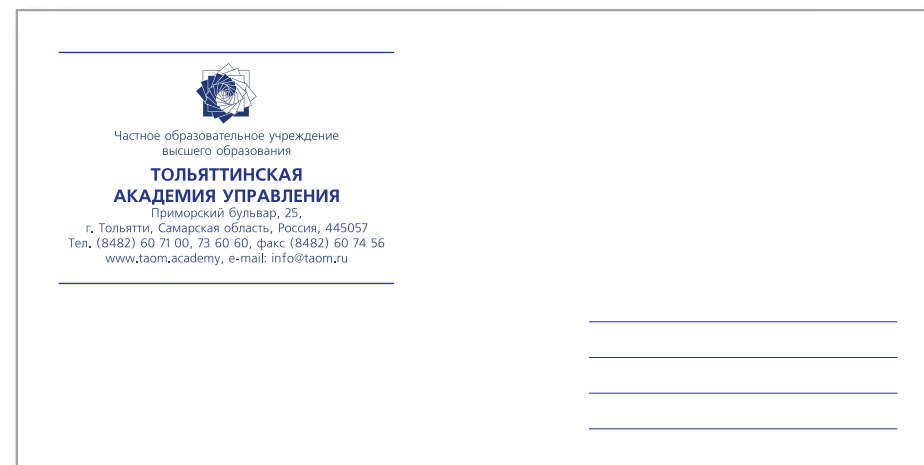 Частное образовательное учреждение
высшего образования
ТОЛЬЯТТИНСКАЯ
АКАДЕМИЯ УПРАВЛЕНИЯ
Приморский бульвар, 25,
г. Тольятти, Самарская область, Россия, 445057
Тел. (8482) 60 71 00, 73 60 60, факс (8482) 60 74 56
www.taom.academy, e-mail: info@taom.ru